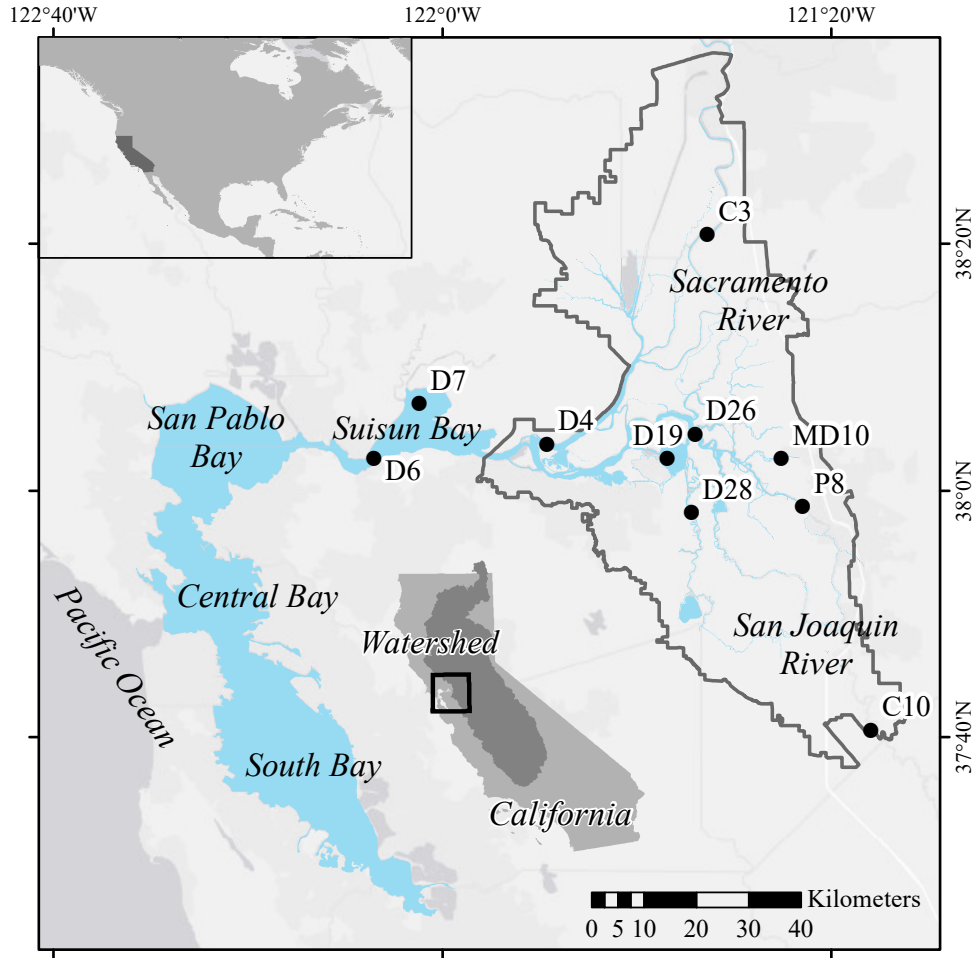 122°40'W
122°0'W
121°20'W
C3
38°20'N
Sacramento
River
D7
San Pablo
Bay
Suisun Bay
D4
D26
D19
MD10
D6
P8
D28
38°0'N
Central Bay
Pacific Ocean
Watershed
San Joaquin
River
C10
37°40'N
South Bay
California
Kilometers
0 5 10 20 30 40